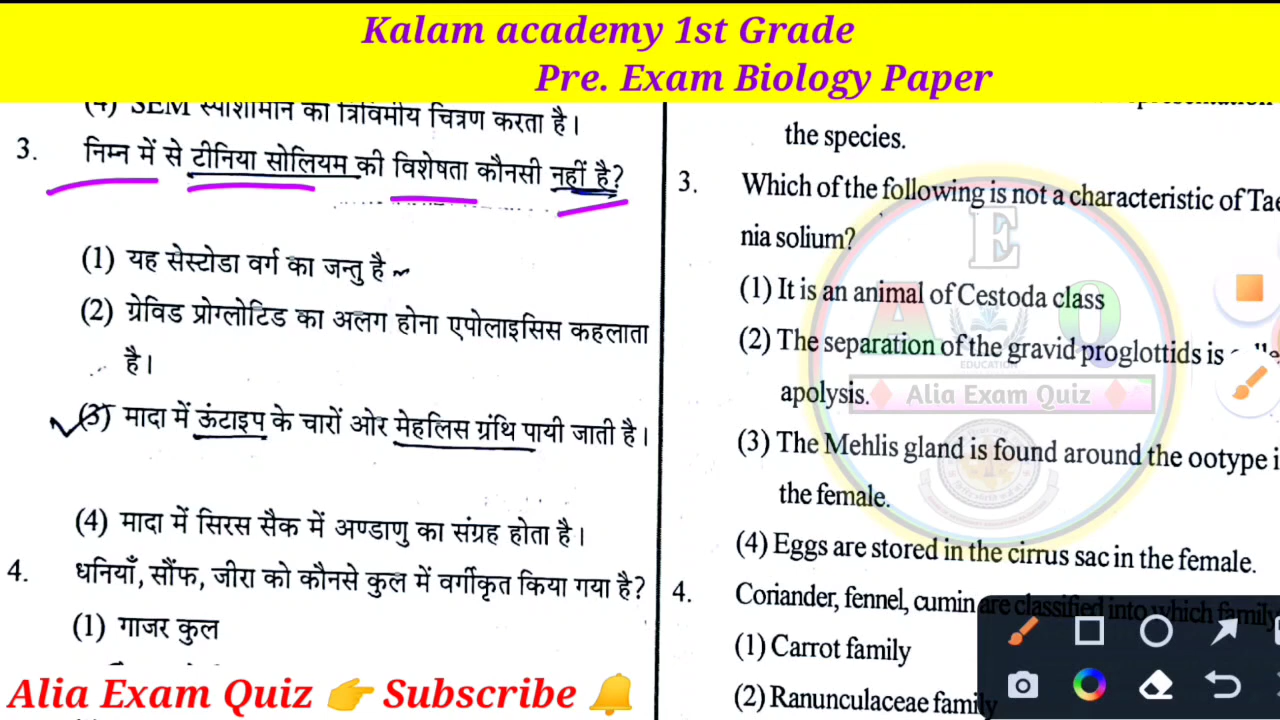 Kalam academy 1st Grade
Pre. Exam Biology Paper
(4) SEM स्पीशीमान का त्रिविमीय चित्रण करता है।
3. निम्न में से टीनिया सोलियम की विशेषता कौनसी नहीं है?
(1) यह सेस्टोडा वर्ग का जन्तु है
(2) ग्रेविड प्रोग्लोटिड का अलग होना एपोलाइसिस कहलाता
है।
(3) मादा में ऊंटाइप के चारों ओर मेहलिस ग्रंथि पायी जाती है।
(4) मादा में सिरस सैक में अण्डाणु का संग्रह होता है।
4. धनियाँ, सौंफ, जीरा को कौनसे कुल में वर्गीकृत किया गया है?
(1) गाजर कुल
the species.
3. Which of the following is not a characteristic of Tae
nia solium?
(1) It is an animal of Cestoda class
(2) The separation of the gravid proglottids is
apolysis.
(3) The Mehlis gland is found around the ootype i
the female.
(4) Eggs are stored in the cirrus sac in the female.
4. Coriander, fennel, cumin are classified into which family
(1) Carrot family
(2) Ranunculaceae family
E
A
Q
EDUCATION
Alia Exam Quiz
Alia Exam Quiz 👉 Subscribe 🔔